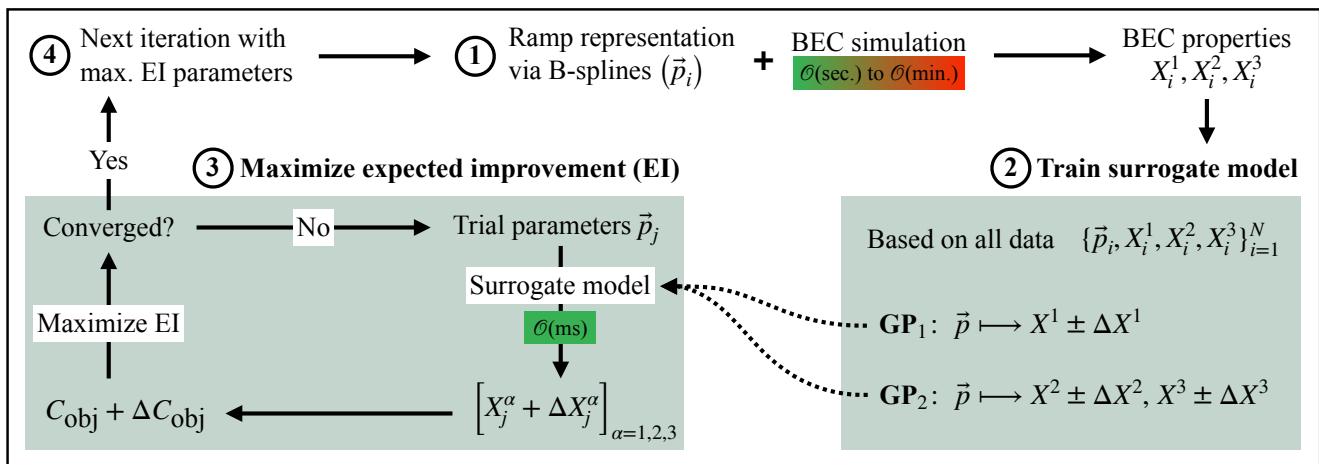 4 Next iteration with
max. EI parameters
1 Ramp representation
via B-splines (p⃗ᵢ)
+
BEC simulation
𝒪(sec.) to 𝒪(min.)
BEC properties
Xᵢ¹, Xᵢ², Xᵢ³
Yes
3 Maximize expected improvement (EI)
Converged?
No
Trial parameters p⃗ⱼ
Surrogate model
𝒪(ms)
[Xⱼ^α + ΔXⱼ^α]_{α=1,2,3}
C_obj + ΔC_obj
Maximize EI
2 Train surrogate model
Based on all data {p⃗ᵢ, Xᵢ¹, Xᵢ², Xᵢ³}ᵢ₌₁ᴺ
GP₁: p⃗ ⟼ X¹ ± ΔX¹
GP₂: p⃗ ⟼ X² ± ΔX², X³ ± ΔX³